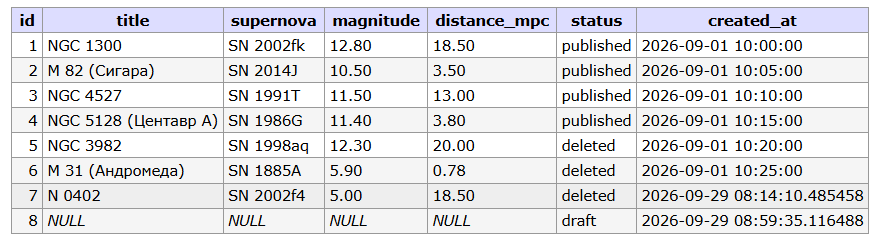 id title supernova magnitude distance_mpc status created_at
1 NGC 1300 SN 2002fk 12.80 18.50 published 2026-09-01 10:00:00
2 M 82 (Сигара) SN 2014J 10.50 3.50 published 2026-09-01 10:05:00
3 NGC 4527 SN 1991T 11.50 13.00 published 2026-09-01 10:10:00
4 NGC 5128 (Центавр А) SN 1986G 11.40 3.80 published 2026-09-01 10:15:00
5 NGC 3982 SN 1998aq 12.30 20.00 deleted 2026-09-01 10:20:00
6 M 31 (Андромеда) SN 1885A 5.90 0.78 deleted 2026-09-01 10:25:00
7 N 0402 SN 2002f4 5.00 18.50 deleted 2026-09-29 08:14:10.485458
8 NULL NULL NULL NULL draft 2026-09-29 08:59:35.116488